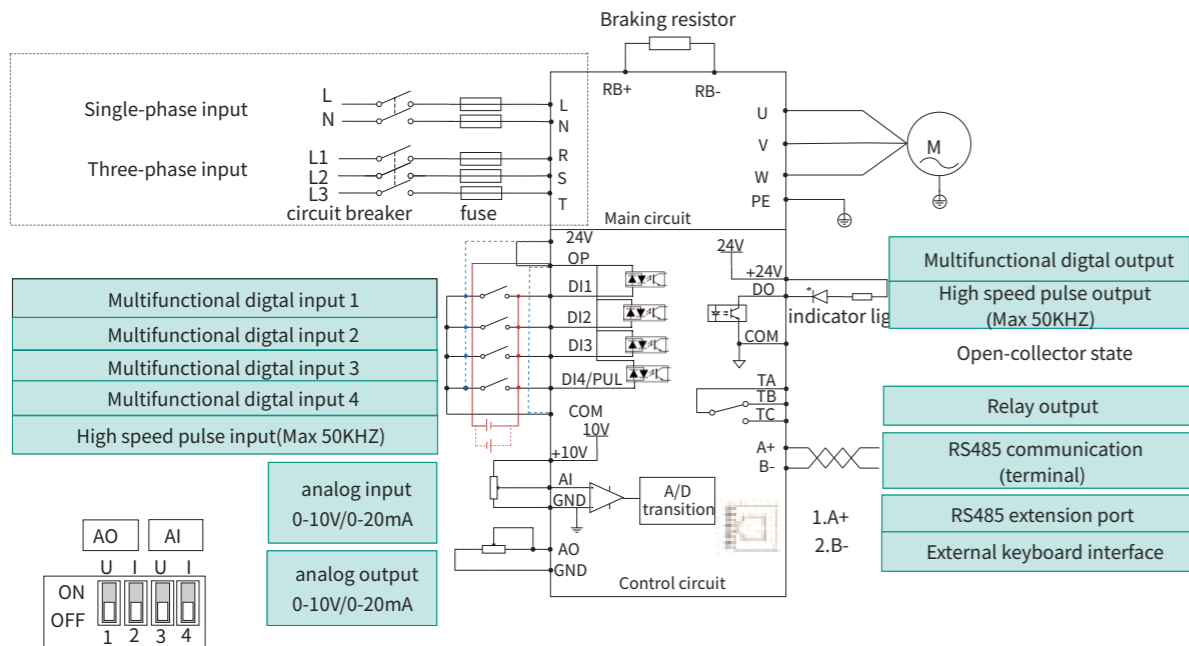 Braking resistor
RB+
RB-
Single-phase input
L
N
L
N
Three-phase input
L1
L2
L3
R
S
T
circuit breaker
fuse
U
V
W
PE
M
Main circuit
24V
OP
DI1
DI2
DI3
DI4/PUL
COM
10V
+10V
AI
GND
AO
GND
A/D
transition
Control circuit
24V
+24V
DO
COM
indicator lig
TA
TB
TC
A+
B-
1.A+
2.B-
Multifunctional digtal input 1
Multifunctional digtal input 2
Multifunctional digtal input 3
Multifunctional digtal input 4
High speed pulse input(Max 50KHZ)
analog input
0-10V/0-20mA
analog output
0-10V/0-20mA
Multifunctional digtal output
High speed pulse output
(Max 50KHZ)
Open-collector state
Relay output
RS485 communication
(terminal)
RS485 extension port
External keyboard interface
AO
AI
U I U I
ON
OFF
1 2 3 4